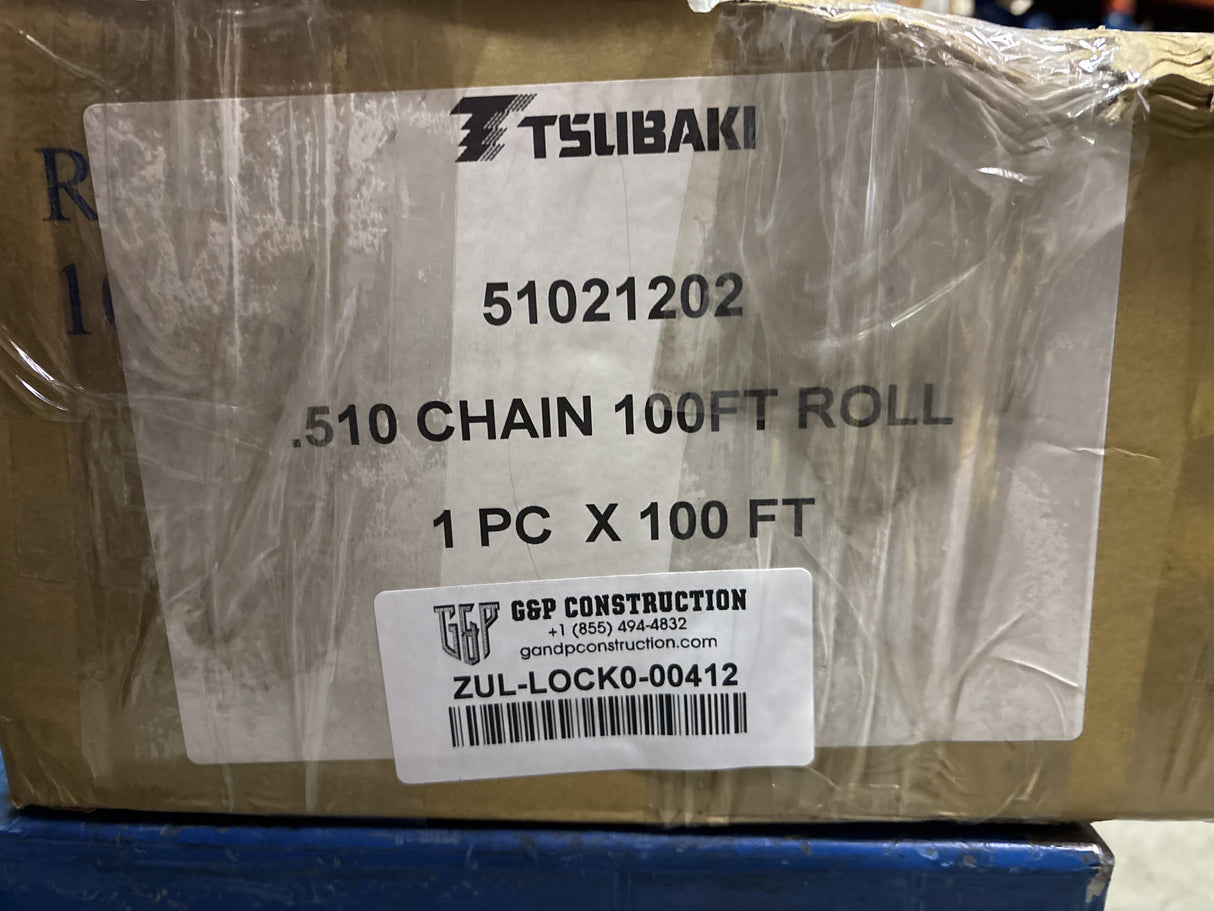 TSUBAKI
R
10
51021202
.510 CHAIN 100FT ROLL
1 PC X 100 FT
G&P G&P CONSTRUCTION
+1 (855) 494-4832
gandpconstruction.com
ZUL-LOCK0-00412